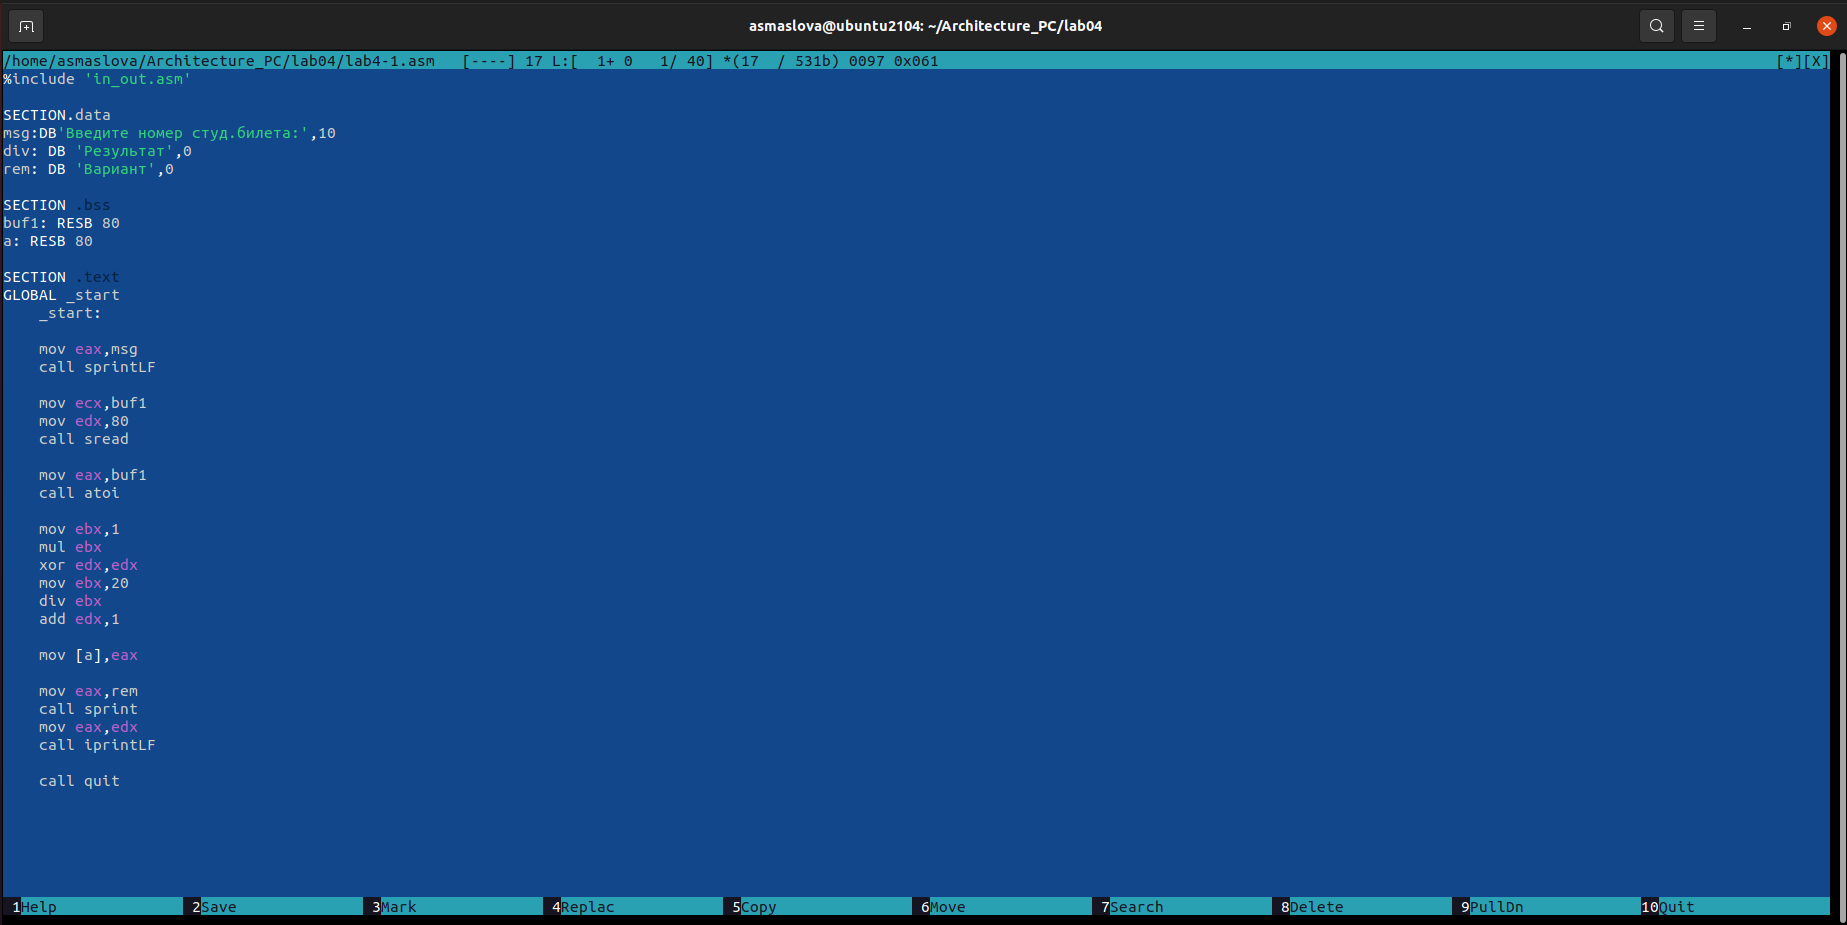 asmaslova@ubuntu2104: ~/Architecture_PC/lab04
/home/asmaslova/Architecture_PC/lab04/lab4-1.asm   [----] 17 L:[  1+ 0   1/ 40] *(17  / 531b) 0097 0x061 [*][X]
%include 'in_out.asm'
SECTION.data
msg:DB'Введите номер студ.билета:',10
div: DB 'Результат',0
rem: DB 'Вариант',0
SECTION .bss
buf1: RESB 80
a: RESB 80
SECTION .text
GLOBAL _start
_start:
mov eax,msg
call sprintLF
mov ecx,buf1
mov edx,80
call sread
mov eax,buf1
call atoi
mov ebx,1
mul ebx
xor edx,edx
mov ebx,20
div ebx
add edx,1
mov [a],eax
mov eax,rem
call sprint
mov eax,edx
call iprintLF
call quit
1Help 2Save 3Mark 4Replac 5Copy 6Move 7Search 8Delete 9PullDn 10Quit